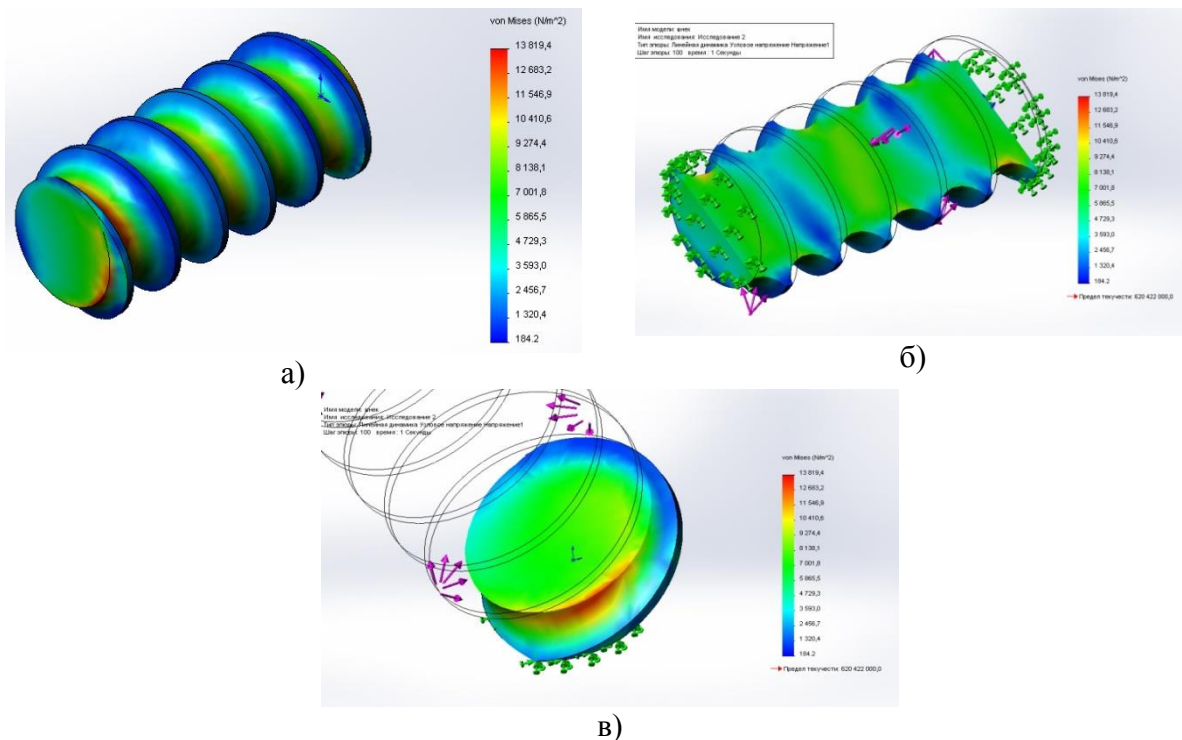 von Mises (N/m^2)
13 819,4
12 683,2
11 546,9
10 410,6
9 274,4
8 138,1
7 001,8
5 865,5
4 729,3
3 593,0
2 456,7
1 320,4
184.2
а)
Имя модели: шнек
Имя исследования: Исследование 2
Тип эпюры: Линейная динамика Узловое напряжение Напряжение1
Шаг эпюры: 100 время : 1 Секунды
von Mises (N/m^2)
13 819,4
12 683,2
11 546,9
10 410,6
9 274,4
8 138,1
7 001,8
5 865,5
4 729,3
3 593,0
2 456,7
1 320,4
184.2
Предел текучести: 620 422 000,0
б)
Имя модели: шнек
Имя исследования: Исследование 2
Тип эпюры: Линейная динамика Узловое напряжение Напряжение1
Шаг эпюры: 100 время : 1 Секунды
von Mises (N/m^2)
13 819,4
12 683,2
11 546,9
10 410,6
9 274,4
8 138,1
7 001,8
5 865,5
4 729,3
3 593,0
2 456,7
1 320,4
184.2
Предел текучести: 620 422 000,0
в)